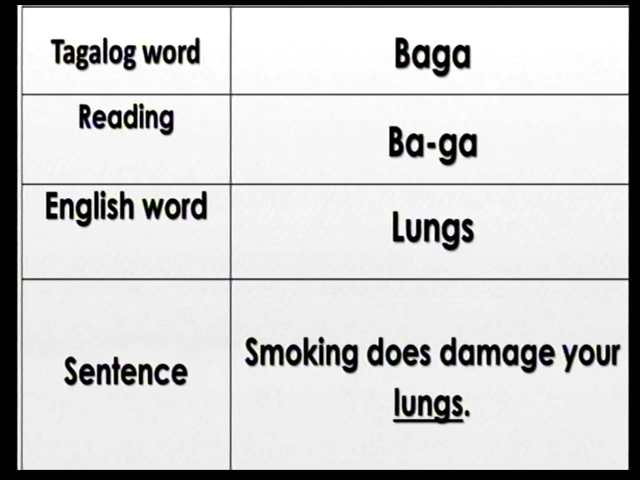 Tagalog word
Baga
Reading
Ba-ga
English word
Lungs
Sentence
Smoking does damage your
lungs.